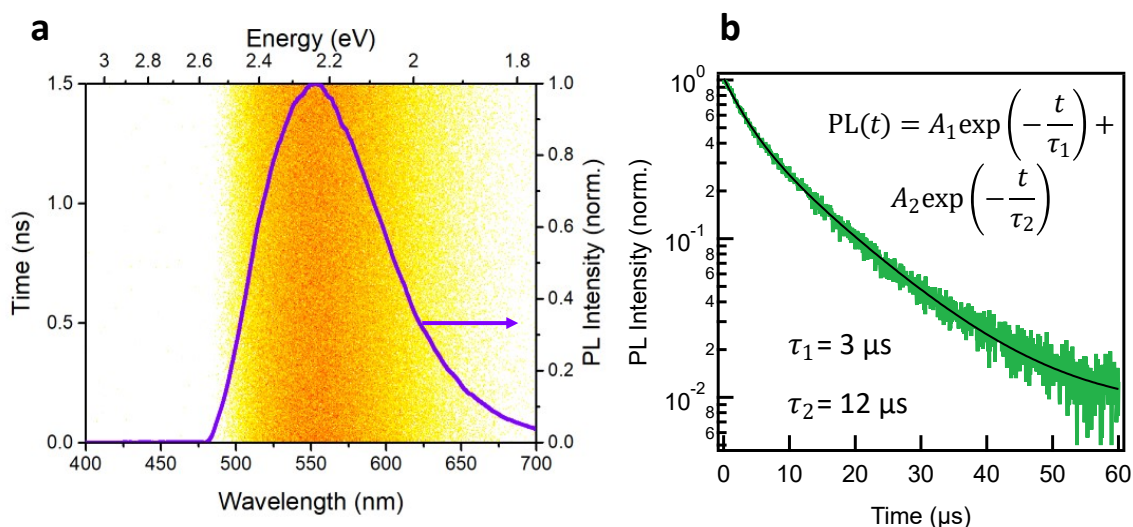 a
Energy (eV)
3 2.8 2.6 2.4 2.2 2 1.8
1.5
1.0
0.5
0.0
Time (ns)
1.0
0.8
0.6
0.4
0.2
0.0
PL Intensity (norm.)
400 450 500 550 600 650 700
Wavelength (nm)
b
PL(t) = A₁exp(−t/τ₁) +
A₂exp(−t/τ₂)
τ₁= 3 µs
τ₂= 12 µs
10⁰
8
6
4
2
10⁻¹
8
6
4
2
10⁻²
8
6
PL Intensity (norm.)
0 10 20 30 40 50 60
Time (µs)